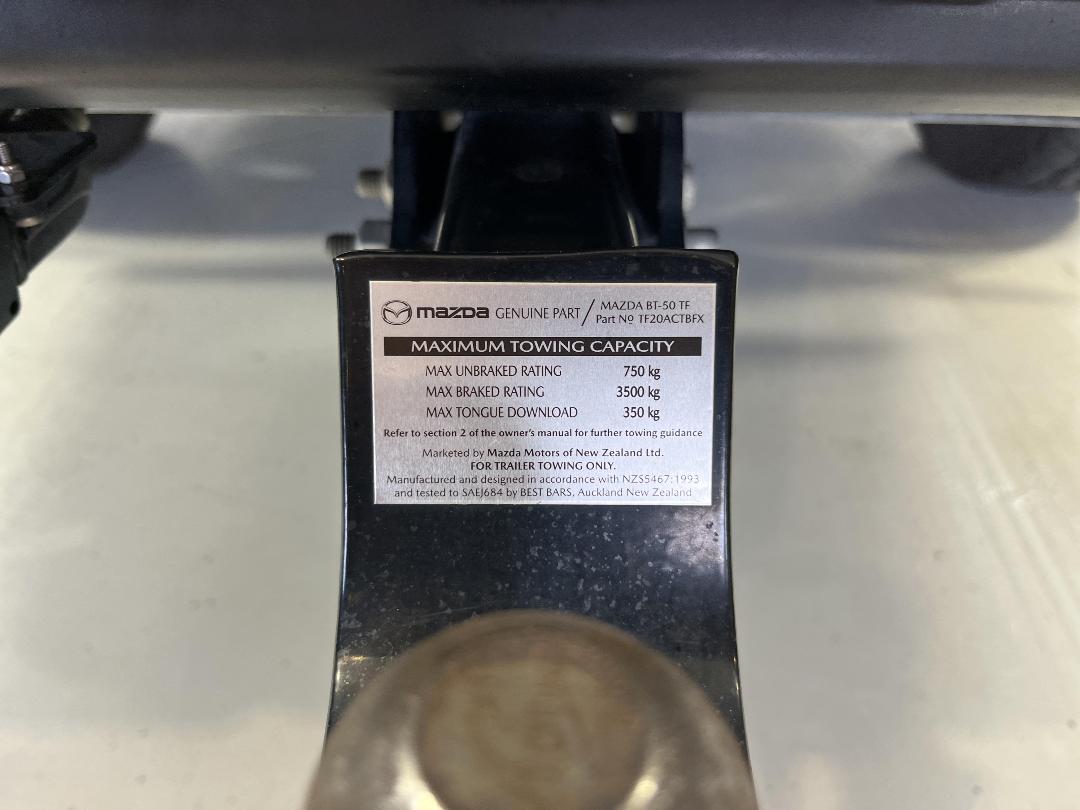 mazda GENUINE PART / MAZDA BT-50 TF
Part Nº TF20ACTBFX
MAXIMUM TOWING CAPACITY
MAX UNBRAKED RATING 750 kg
MAX BRAKED RATING 3500 kg
MAX TONGUE DOWNLOAD 350 kg
Refer to section 2 of the owner's manual for further towing guidance
Marketed by Mazda Motors of New Zealand Ltd.
FOR TRAILER TOWING ONLY.
Manufactured and designed in accordance with NZS5467:1993
and tested to SAEJ684 by BEST BARS, Auckland New Zealand